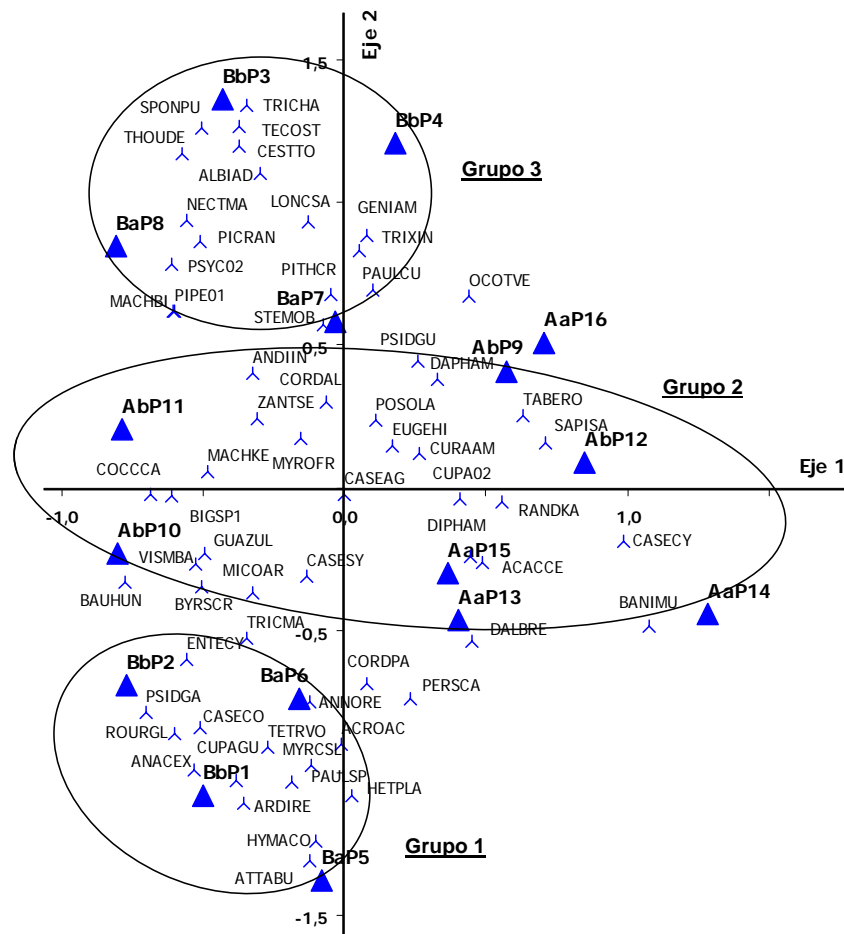 Eje 2
1,5
BbP3
SPONPU
TRICHA
BbP4
THOUDE
TECOST
CESTTO
Grupo 3
ALBIAD
NECTMA
LONCSA
GENIAM
BaP8
PICRAN
TRIXIN
PSYC02
PITHCR
PAULCU
OCOTVE
MACHBI
PIPE01
BaP7
STEMOB
AaP16
0,5
PSIDGU
AbP9
ANDIIN
DAPHAM
CORDAL
Grupo 2
AbP11
ZANTSE
POSOLA
TABERO
EUGEHI
SAPISA
AbP12
MACHKE
MYROFR
CURAAM
COCCCA
CASEAG
CUPA02
Eje 1
-1,0
0,0
1,0
BIGSP1
DIPHAM
RANDKA
AbP10
GUAZUL
CASECY
VISMBA
CASESY
AaP15
MICOAR
ACACCE
BAUHUN
BYRSCR
AaP13
BANIMU
AaP14
TRICMA
-0,5
DALBRE
ENTECY
BbP2
BaP6
CORDPA
PSIDGA
ANNORE
PERSCA
ROURGL
CASECO
TETRVO
ACROAC
CUPAGU
MYRCSL
ANACEX
BbP1
PAULSP
HETPLA
ARDIRE
HYMACO
Grupo 1
BaP5
ATTABU
-1,5